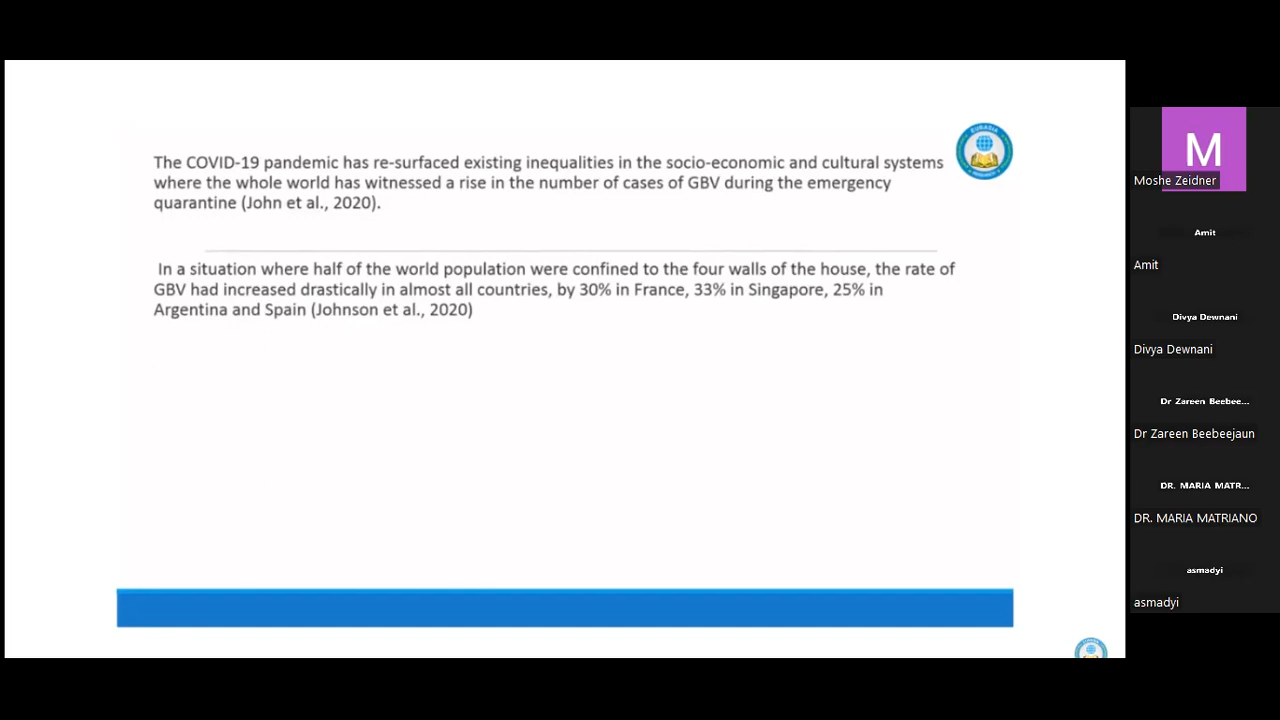 The COVID-19 pandemic has re-surfaced existing inequalities in the socio-economic and cultural systems
where the whole world has witnessed a rise in the number of cases of GBV during the emergency
quarantine (John et al., 2020).
In a situation where half of the world population were confined to the four walls of the house, the rate of
GBV had increased drastically in almost all countries, by 30% in France, 33% in Singapore, 25% in
Argentina and Spain (Johnson et al., 2020)
EURASIA
RESEARCH
M
Moshe Zeidner
Amit
Amit
Divya Dewnani
Divya Dewnani
Dr Zareen Beebee...
Dr Zareen Beebeejaun
DR. MARIA MATR...
DR. MARIA MATRIANO
asmadyi
asmadyi